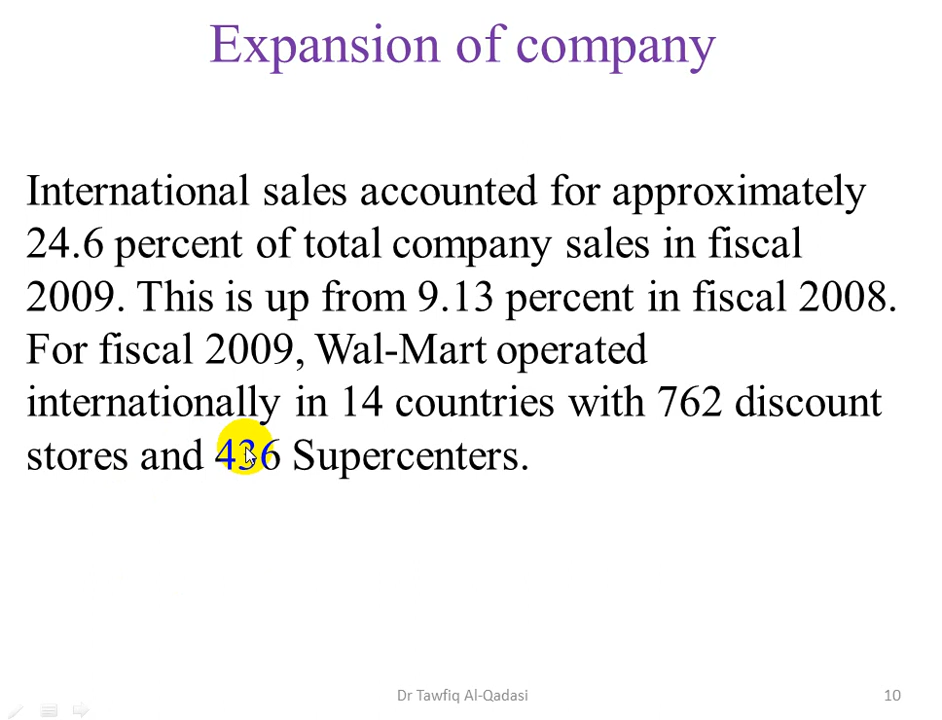 Expansion of company
International sales accounted for approximately
24.6 percent of total company sales in fiscal
2009. This is up from 9.13 percent in fiscal 2008.
For fiscal 2009, Wal-Mart operated
internationally in 14 countries with 762 discount
stores and 436 Supercenters.
Dr Tawfiq Al-Qadasi
10